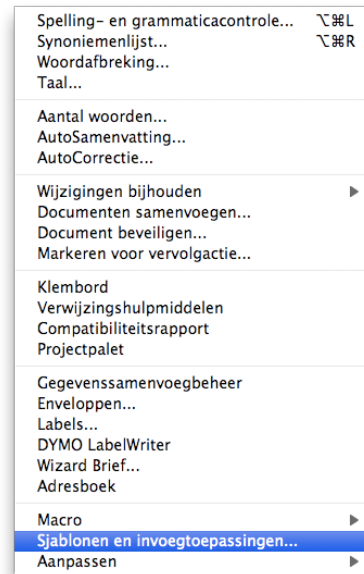 Spelling- en grammaticacontrole... ⌥⌘L
Synoniemenlijst... ⌥⌘R
Woordafbreking...
Taal...
Aantal woorden...
AutoSamenvatting...
AutoCorrectie...
Wijzigingen bijhouden
Documenten samenvoegen...
Document beveiligen...
Markeren voor vervolgactie...
Klembord
Verwijzingshulpmiddelen
Compatibiliteitsrapport
Projectpalet
Gegevenssamenvoegbeheer
Enveloppen...
Labels...
DYMO LabelWriter
Wizard Brief...
Adresboek
Macro
Sjablonen en invoegtoepassingen...
Aanpassen